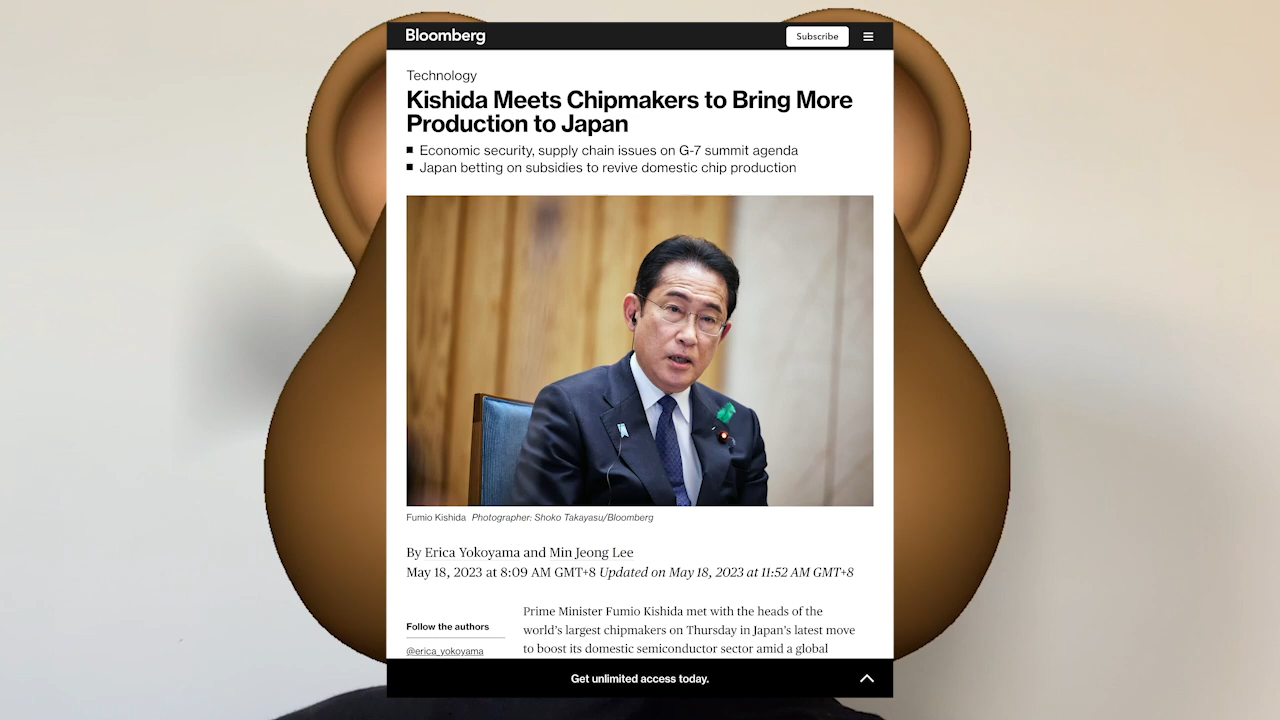 Bloomberg
Subscribe
Technology
Kishida Meets Chipmakers to Bring More
Production to Japan
Economic security, supply chain issues on G-7 summit agenda
Japan betting on subsidies to revive domestic chip production
Fumio Kishida Photographer: Shoko Takayasu/Bloomberg
By Erica Yokoyama and Min Jeong Lee
May 18, 2023 at 8:09 AM GMT+8 Updated on May 18, 2023 at 11:52 AM GMT+8
Prime Minister Fumio Kishida met with the heads of the
world's largest chipmakers on Thursday in Japan's latest move
to boost its domestic semiconductor sector amid a global
Follow the authors
@erica_yokoyama
Get unlimited access today.